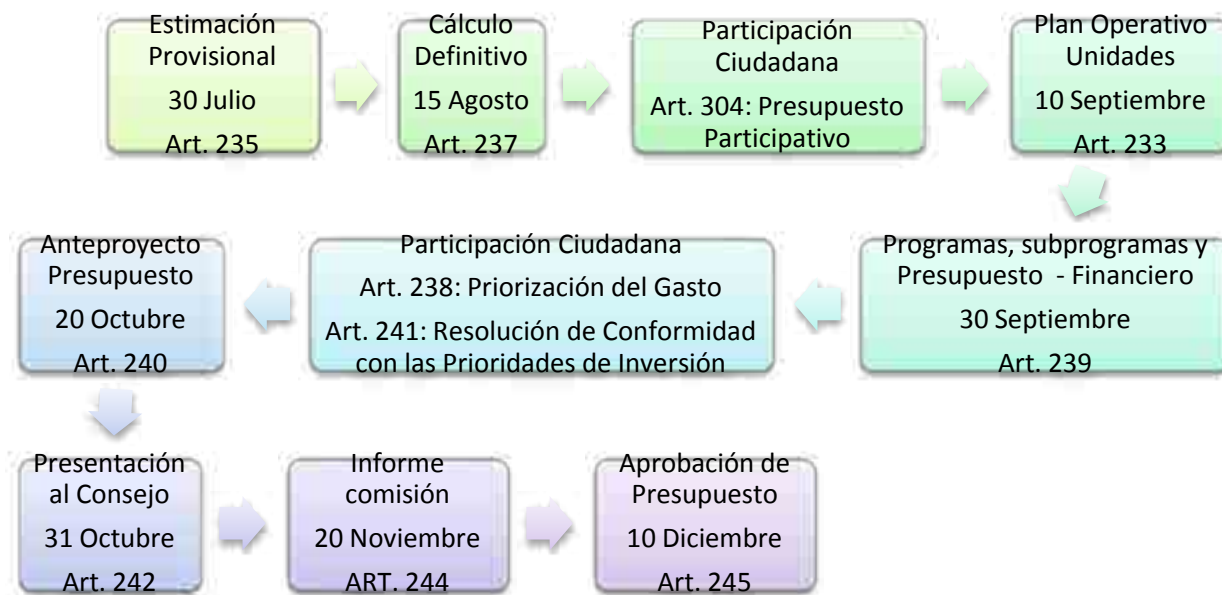 Estimación
Provisional
30 Julio
Art. 235
Cálculo
Definitivo
15 Agosto
Art. 237
Participación
Ciudadana
Art. 304: Presupuesto
Participativo
Plan Operativo
Unidades
10 Septiembre
Art. 233
Programas, subprogramas y
Presupuesto - Financiero
30 Septiembre
Art. 239
Participación Ciudadana
Art. 238: Priorización del Gasto
Art. 241: Resolución de Conformidad
con las Prioridades de Inversión
Anteproyecto
Presupuesto
20 Octubre
Art. 240
Presentación
al Consejo
31 Octubre
Art. 242
Informe
comisión
20 Noviembre
ART. 244
Aprobación de
Presupuesto
10 Diciembre
Art. 245